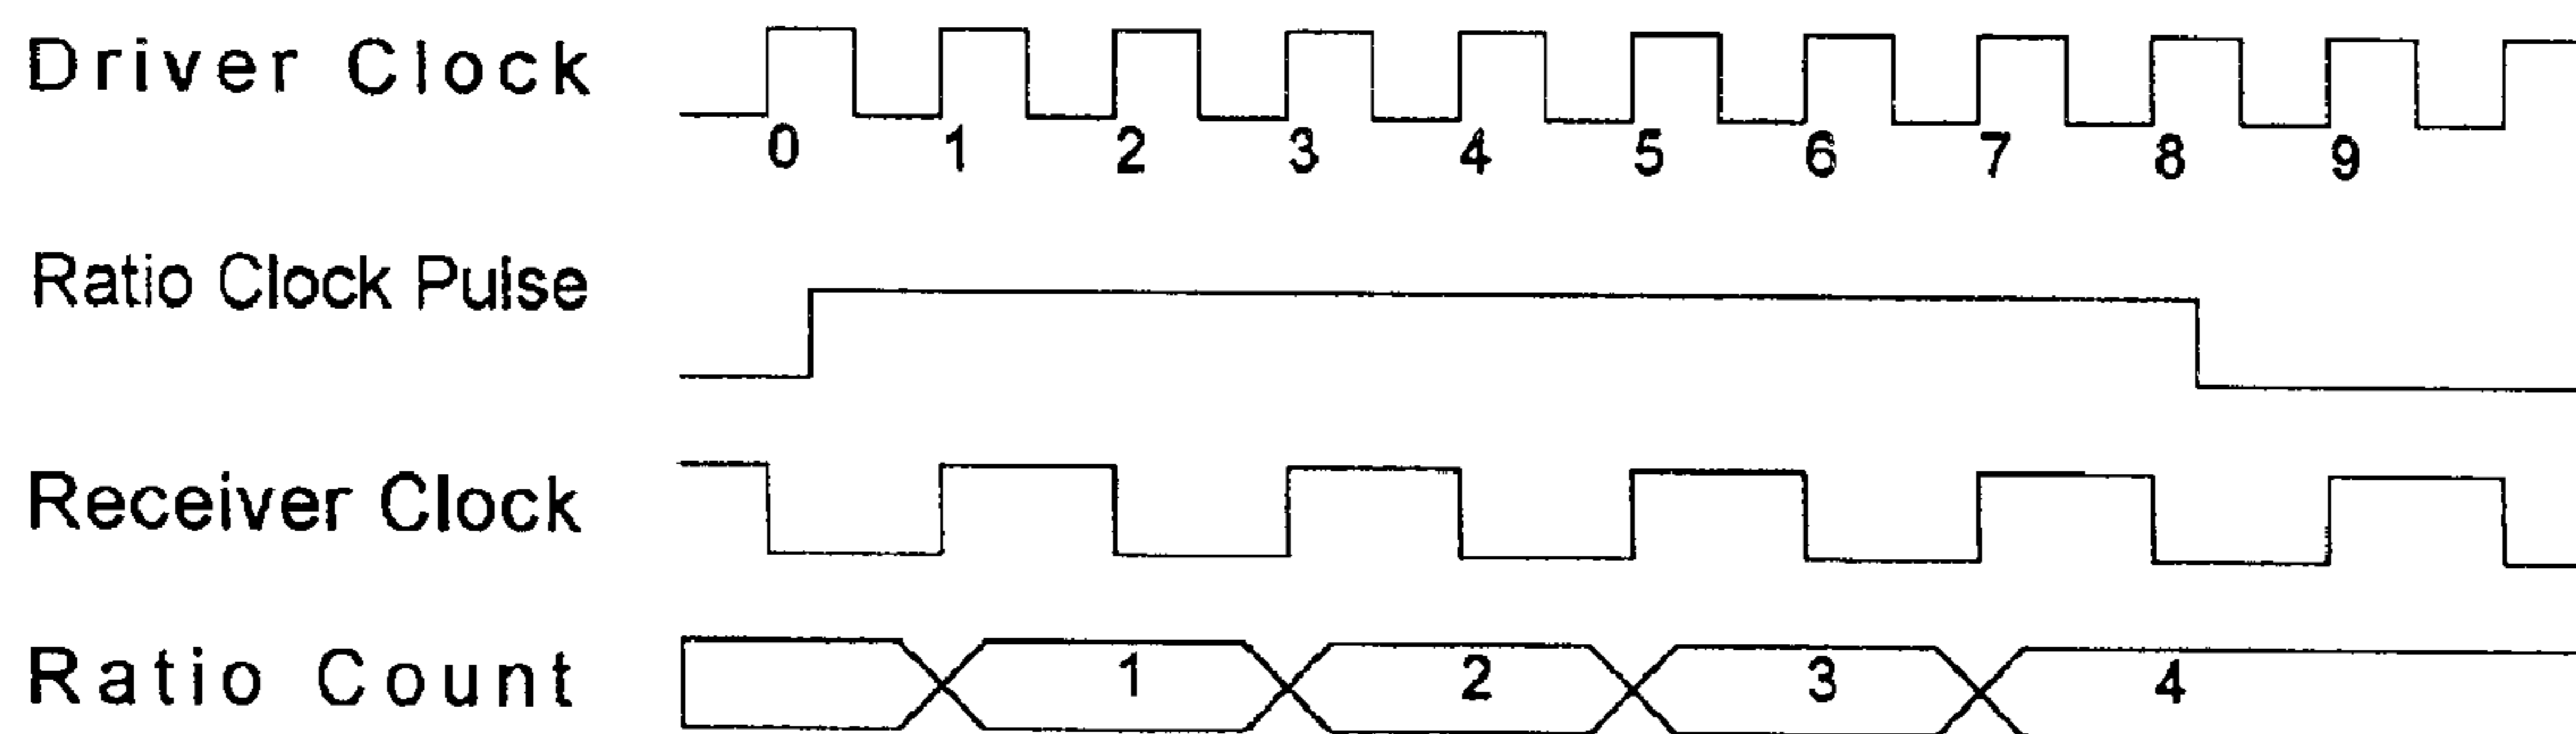 Driver Clock
0 1 2 3 4 5 6 7 8 9
Ratio Clock Pulse
Receiver Clock
Ratio Count
1 2 3 4